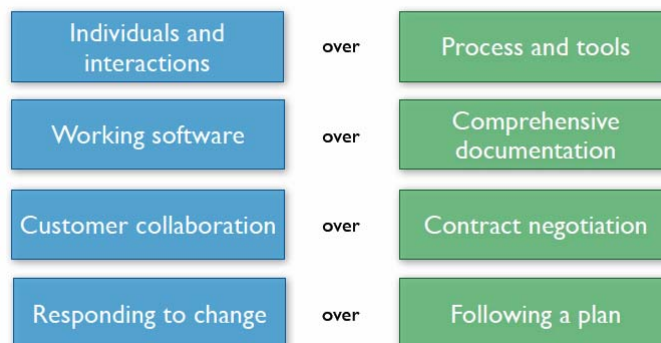 Individuals and
interactions
over
Process and tools
Working software
over
Comprehensive
documentation
Customer collaboration
over
Contract negotiation
Responding to change
over
Following a plan